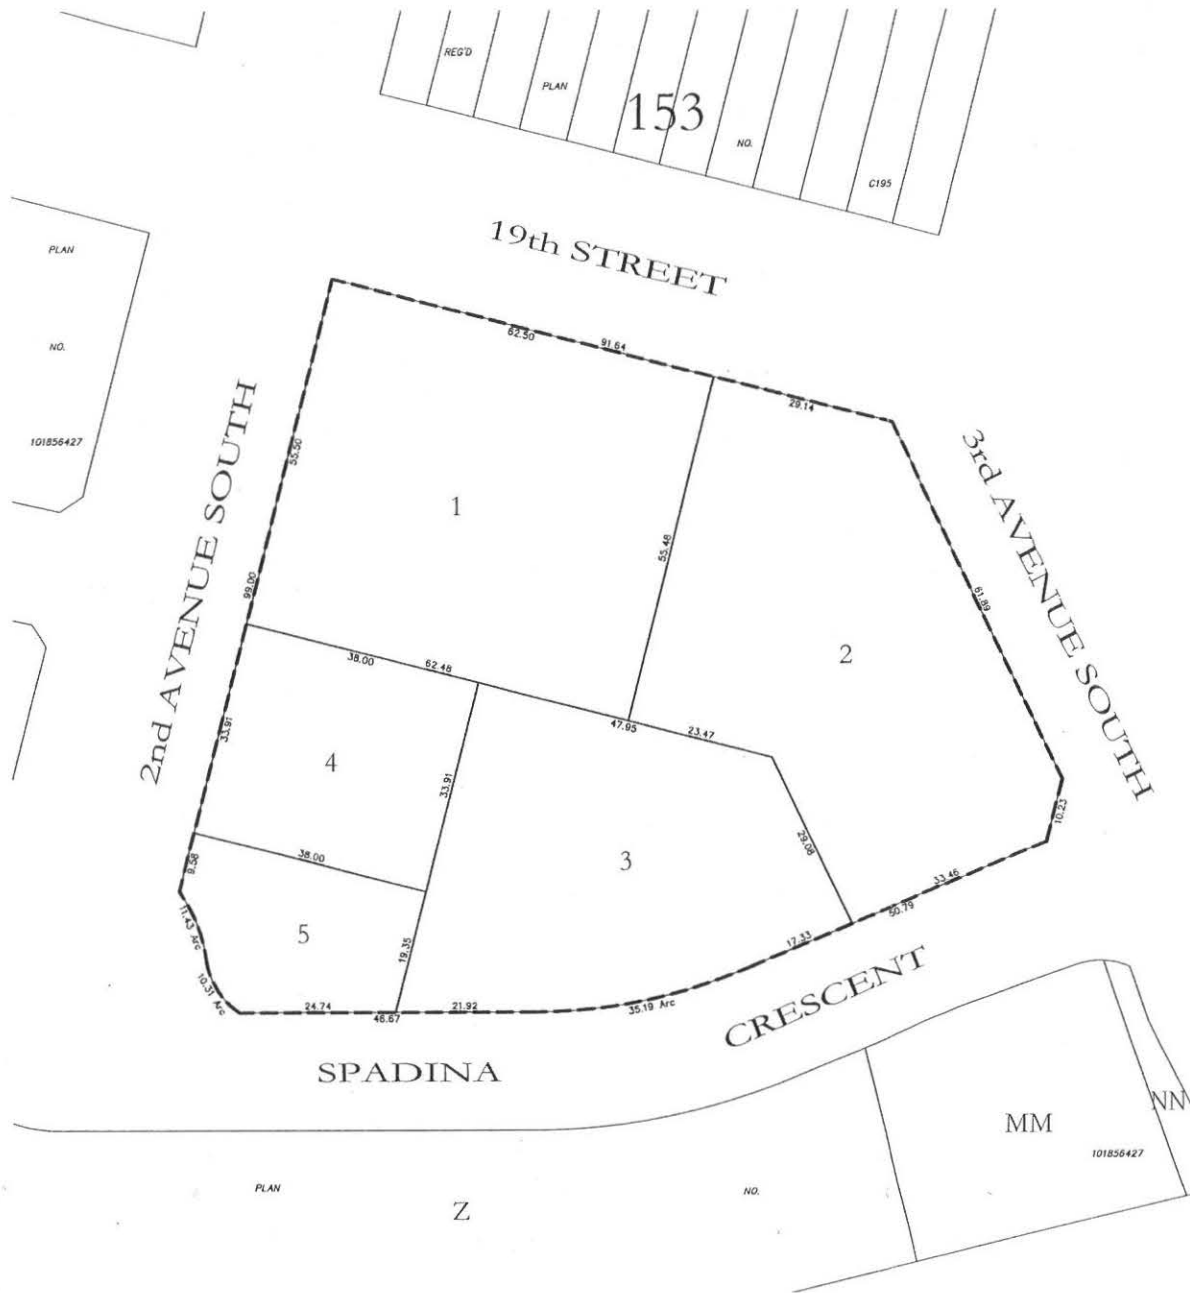 REG'D
PLAN
153
NO.
C195
19th STREET
PLAN
NO.
101856427
62.50
91.64
29.14
2nd AVENUE SOUTH
55.50
99.00
33.91
9.58
1
55.48
2
3rd AVENUE SOUTH
61.89
10.23
38.00
62.48
47.95
23.47
4
33.91
29.08
3
38.00
5
19.35
11.43 Arc
10.31 Arc
24.74
46.67
21.92
35.19 Arc
17.33
33.46
50.79
SPADINA
CRESCENT
MM
NN
101856427
PLAN
Z
NO.